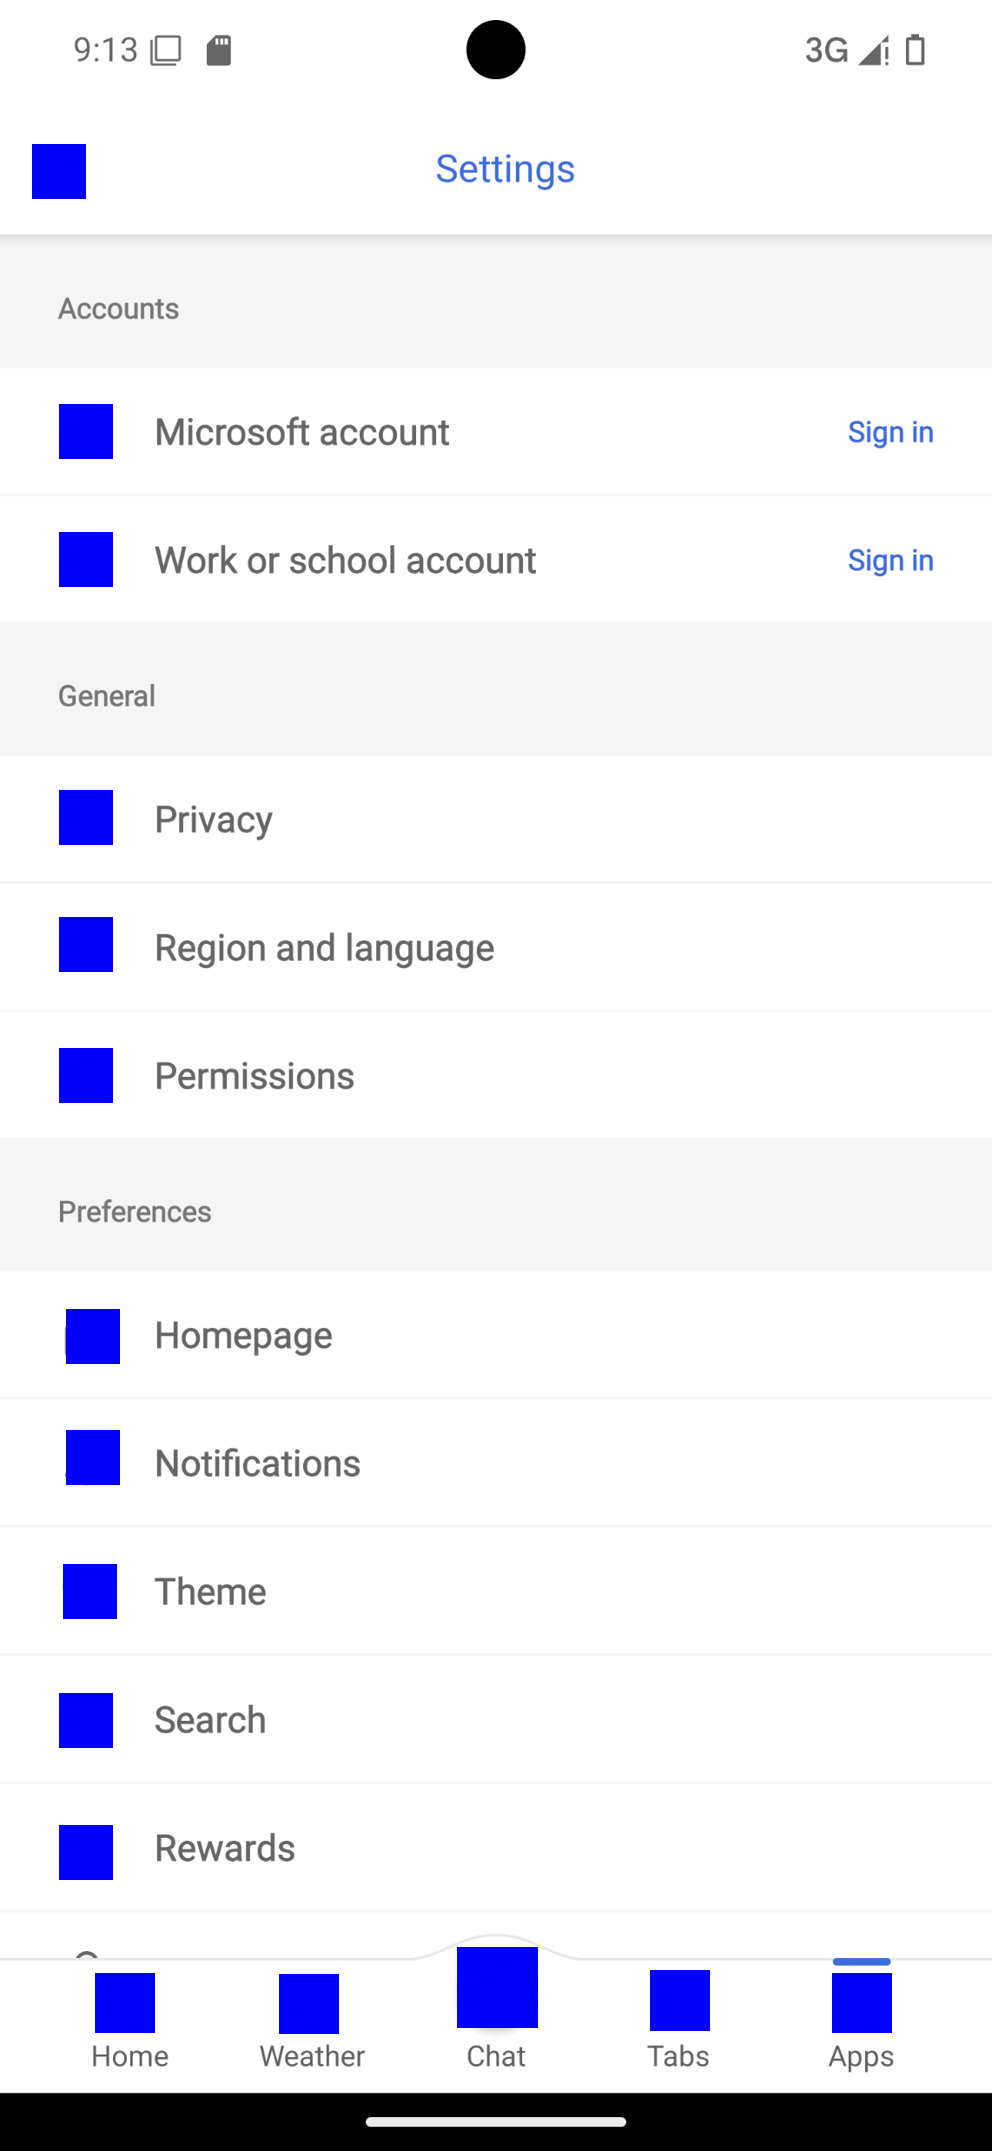 9:13
3G
Settings
Accounts
Microsoft account Sign in
Work or school account Sign in
General
Privacy
Region and language
Permissions
Preferences
Homepage
Notifications
Theme
Search
Rewards
Home Weather Chat Tabs Apps